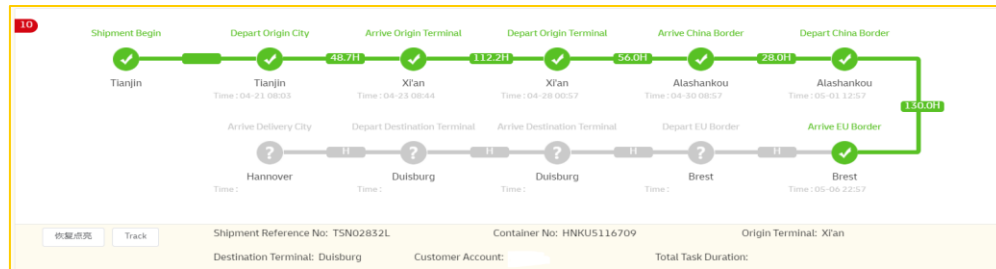 10
Shipment Begin Depart Origin City Arrive Origin Terminal Depart Origin Terminal Arrive China Border Depart China Border
48.7H 112.2H 56.0H 28.0H
Tianjin Tianjin Xi'an Xi'an Alashankou Alashankou
Time : 04-21 08:03 Time : 04-23 08:44 Time : 04-28 00:57 Time : 04-30 08:57 Time : 05-01 12:57
130.0H
Arrive Delivery City Depart Destination Terminal Arrive Destination Terminal Depart EU Border Arrive EU Border
? H ? H ? H ? H
Hannover Duisburg Duisburg Brest Brest
Time : Time : Time : Time : Time : 05-06 22:57
恢复点亮 Track Shipment Reference No: TSN02832L Container No: HNKU5116709 Origin Terminal: Xi'an
Destination Terminal: Duisburg Customer Account: Total Task Duration: